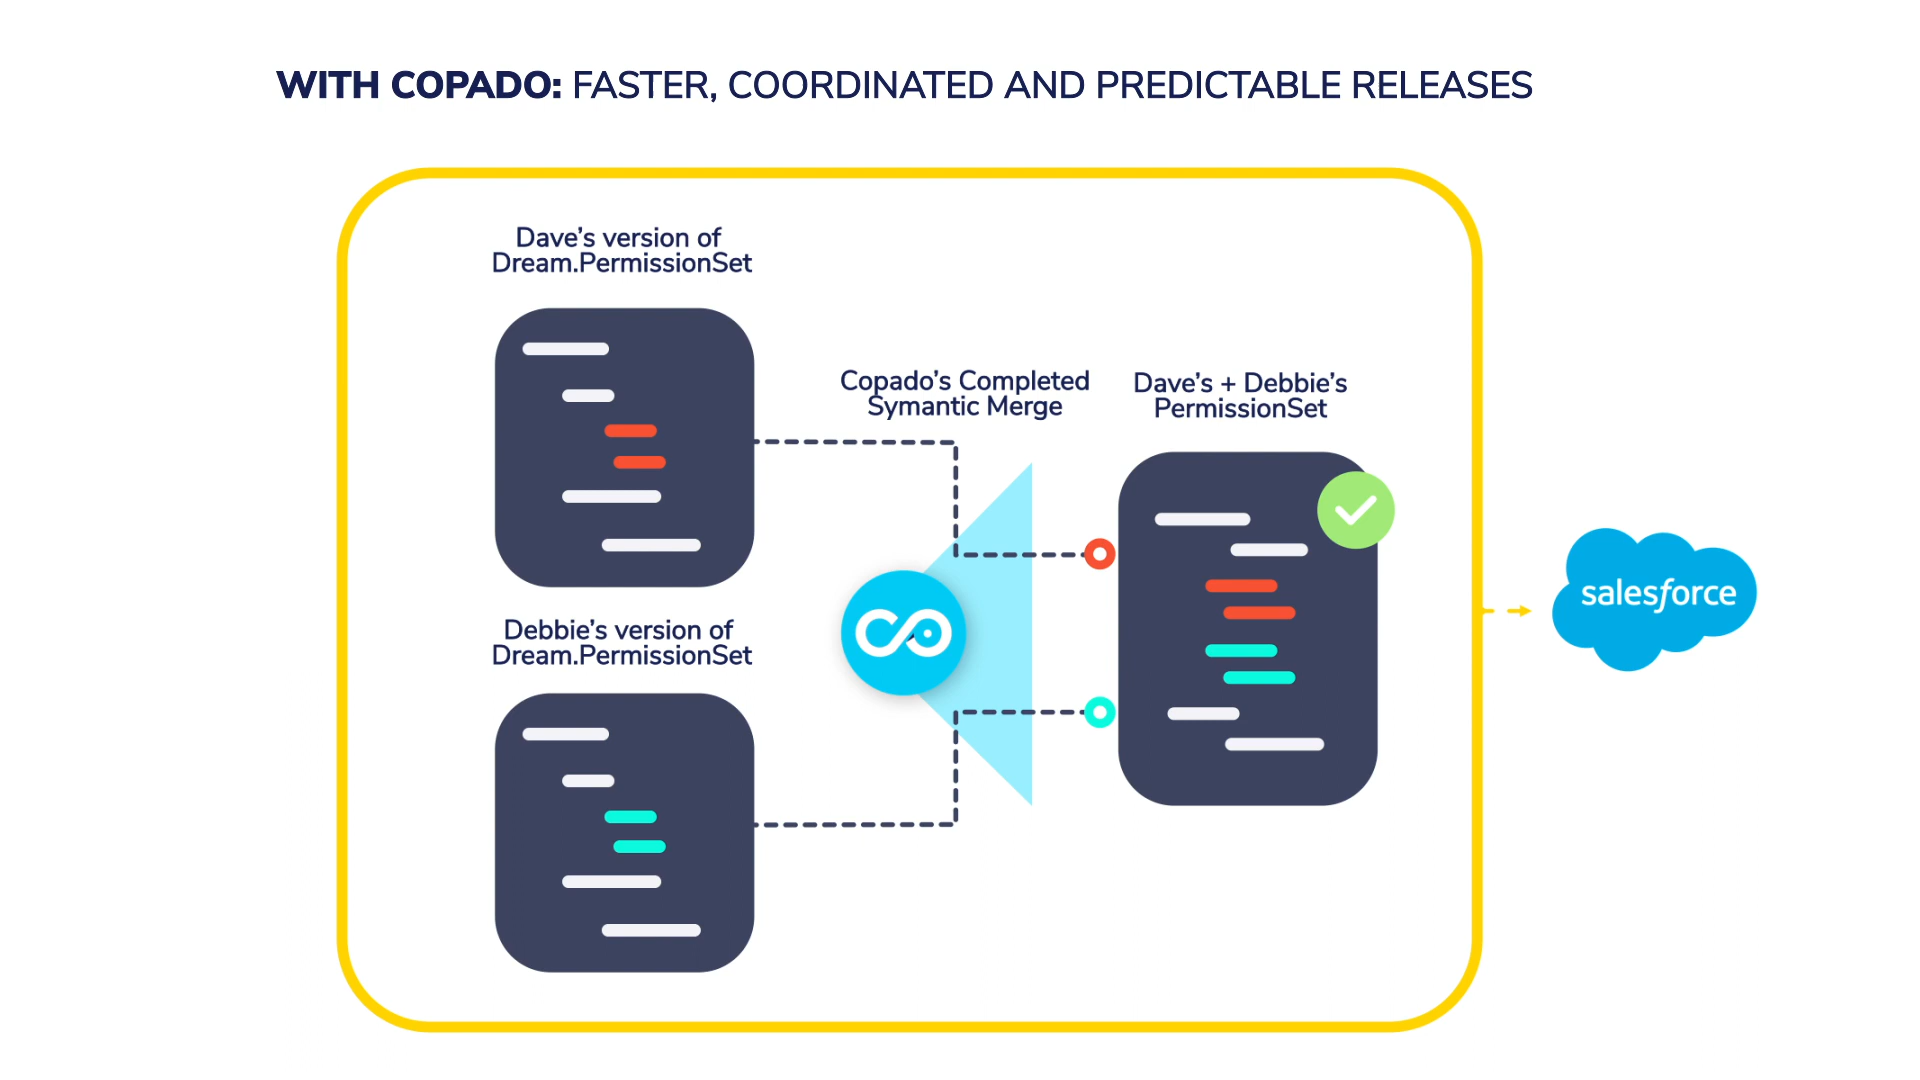 WITH COPADO: FASTER, COORDINATED AND PREDICTABLE RELEASES
Dave's version of
Dream.PermissionSet
Copado's Completed
Symantic Merge
Dave's + Debbie's
PermissionSet
salesforce
Debbie's version of
Dream.PermissionSet